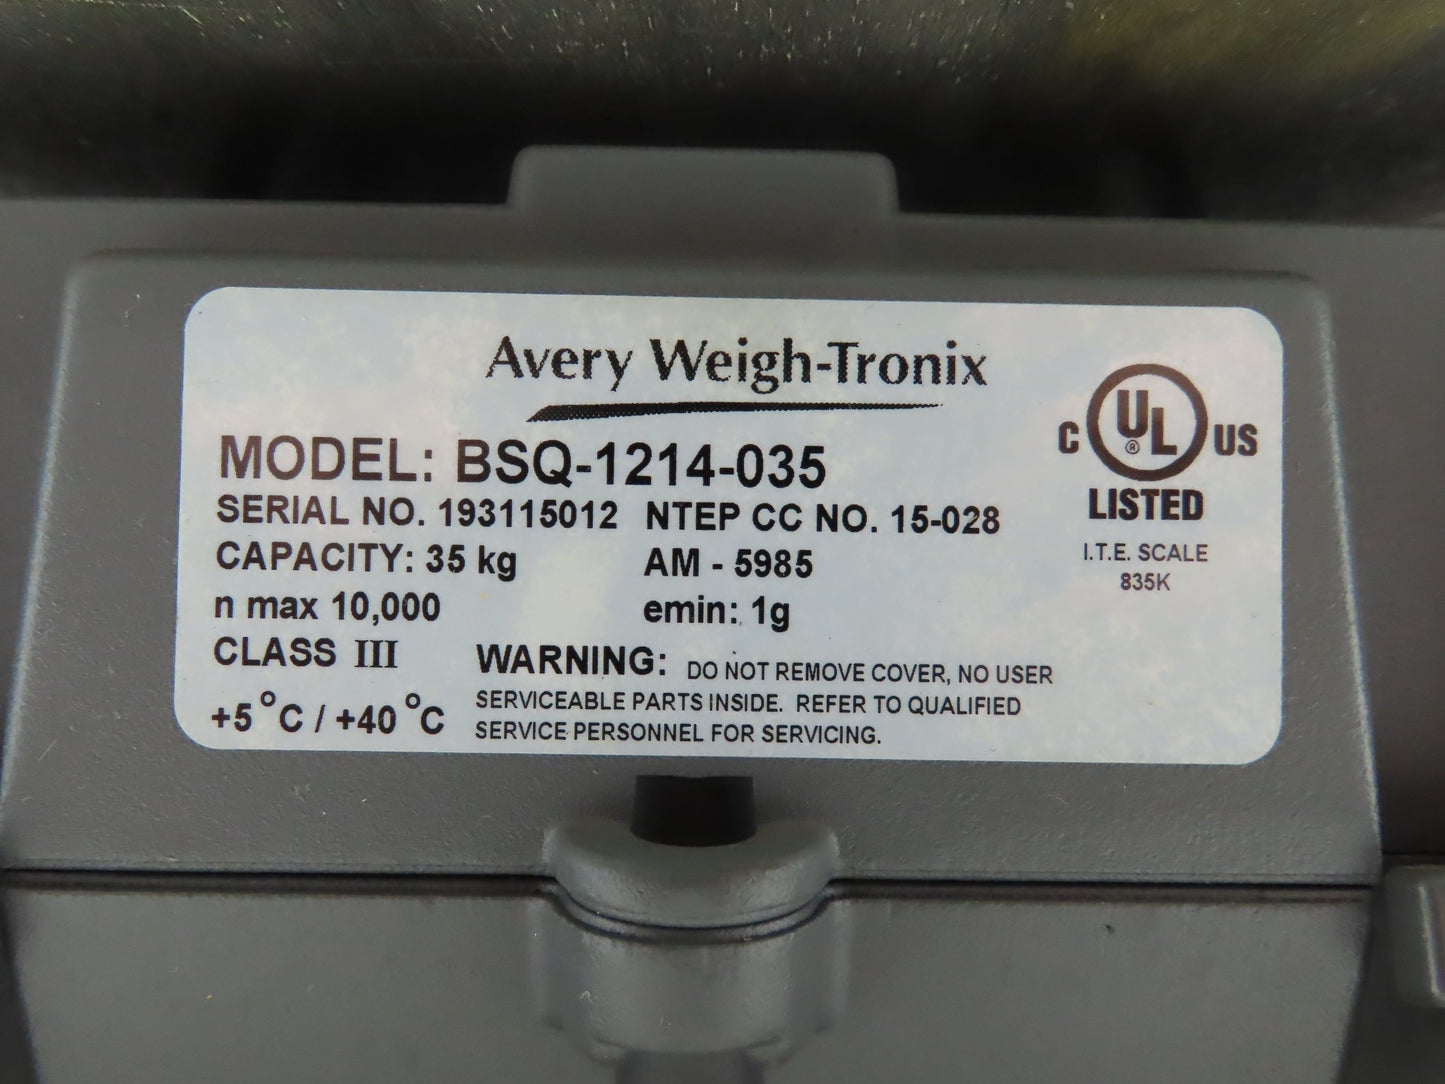 Avery Weigh-Tronix
MODEL: BSQ-1214-035
SERIAL NO. 193115012 NTEP CC NO. 15-028
CAPACITY: 35 kg AM - 5985
n max 10,000 emin: 1g
CLASS III
+5°C / +40°C
WARNING: DO NOT REMOVE COVER, NO USER
SERVICEABLE PARTS INSIDE. REFER TO QUALIFIED
SERVICE PERSONNEL FOR SERVICING.
C UL ® US
LISTED
I.T.E. SCALE
835K